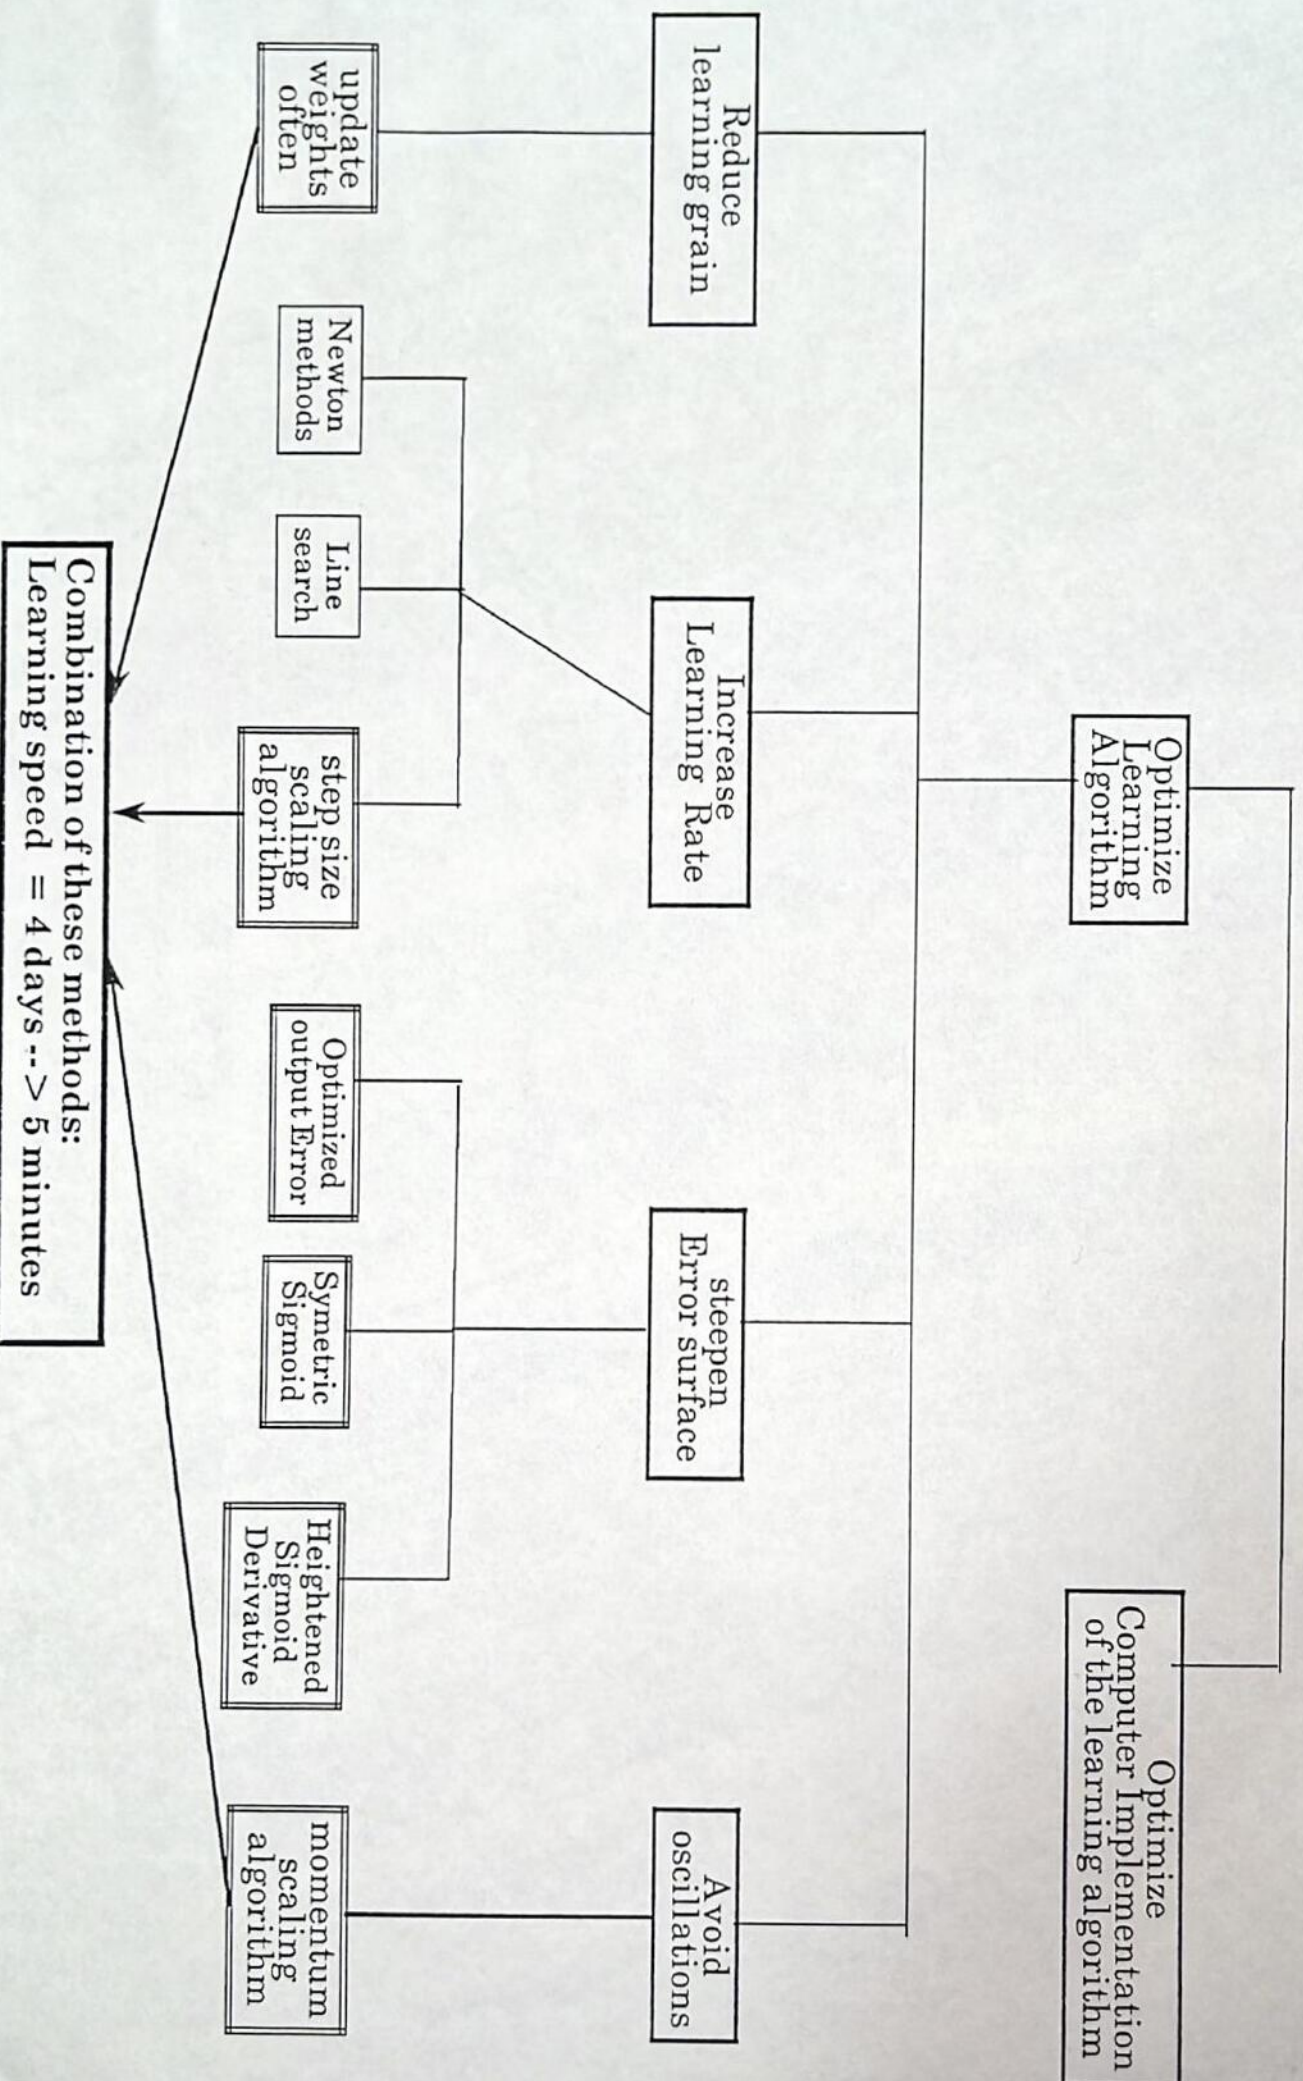 Optimize
Learning
Algorithm
Optimize
Computer Implementation
of the learning algorithm
Reduce
learning grain
Increase
Learning Rate
steepen
Error surface
Avoid
oscillations
update
weights
often
Newton
methods
Line
search
step size
scaling
algorithm
Optimized
output Error
Symetric
Sigmoid
Heightened
Sigmoid
Derivative
momentum
scaling
algorithm
Combination of these methods:
Learning speed = 4 days --> 5 minutes